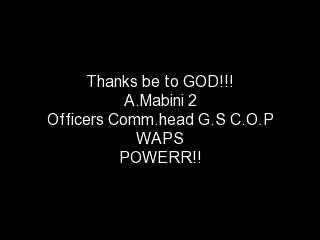 Thanks be to GOD!!!
A.Mabini 2
Officers Comm.head G.S C.O.P
WAPS
POWERR!!